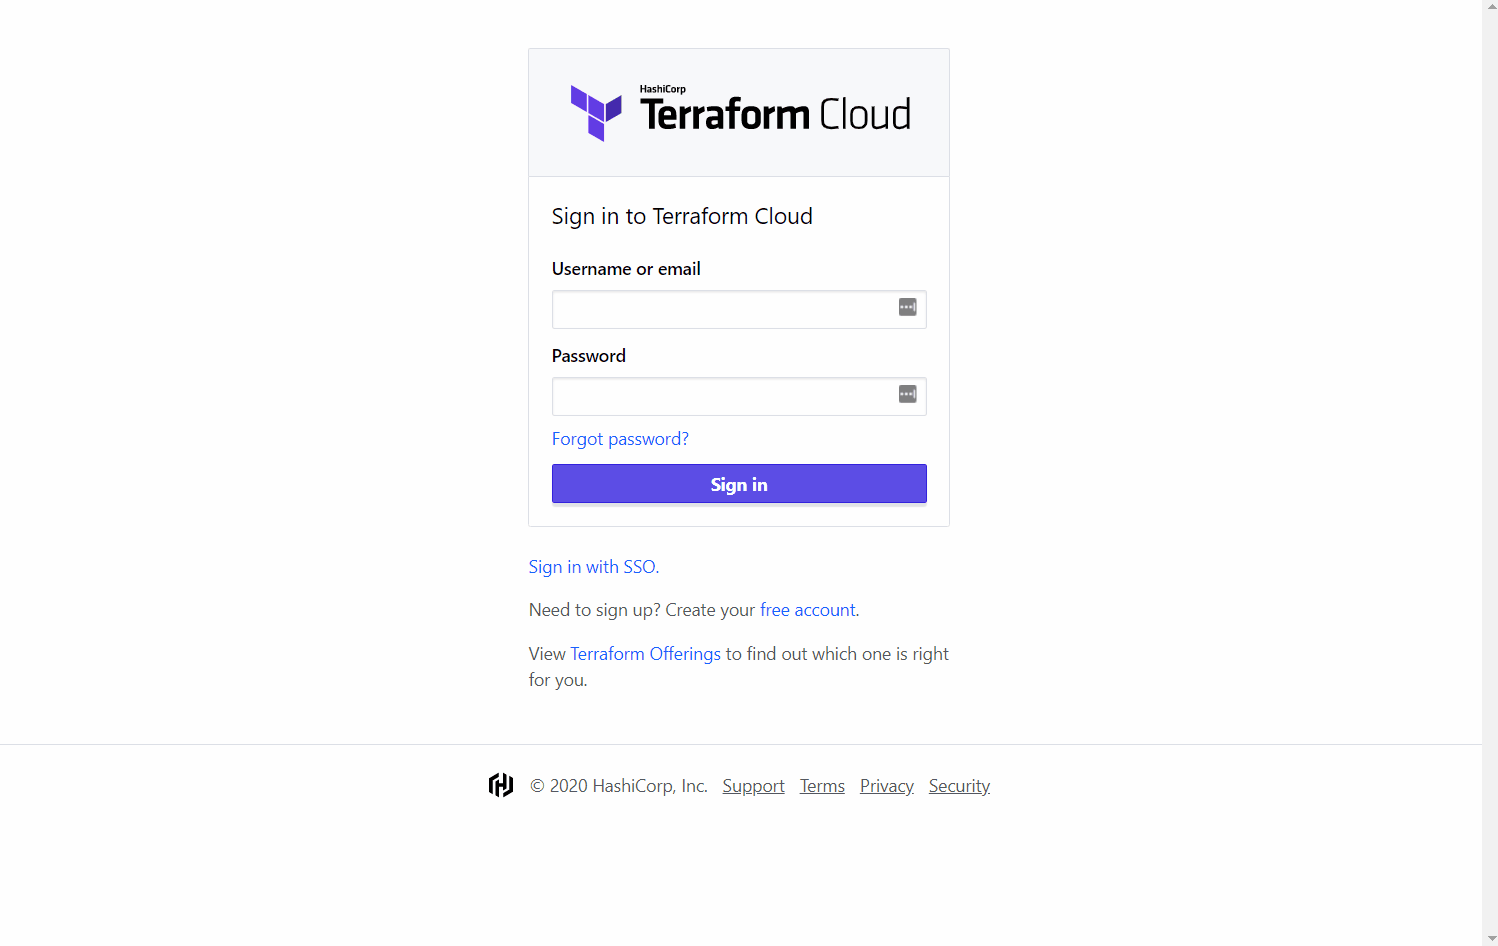 HashiCorp
Terraform Cloud
Sign in to Terraform Cloud
Username or email
Password
Forgot password?
Sign in
Sign in with SSO.
Need to sign up? Create your free account.
View Terraform Offerings to find out which one is right
for you.
© 2020 HashiCorp, Inc. Support Terms Privacy Security